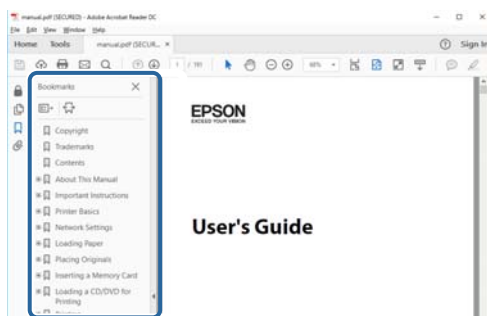 manual.pdf (SECURED) - Adobe Acrobat Reader DC
File Edit View Window Help
Home Tools manual.pdf (SECUR... × Sign In
1 / 191
Bookmarks
Copyright
Trademarks
Contents
About This Manual
Important Instructions
Printer Basics
Network Settings
Loading Paper
Placing Originals
Inserting a Memory Card
Loading a CD/DVD for
Printing
EPSON
EXCEED YOUR VISION
User's Guide